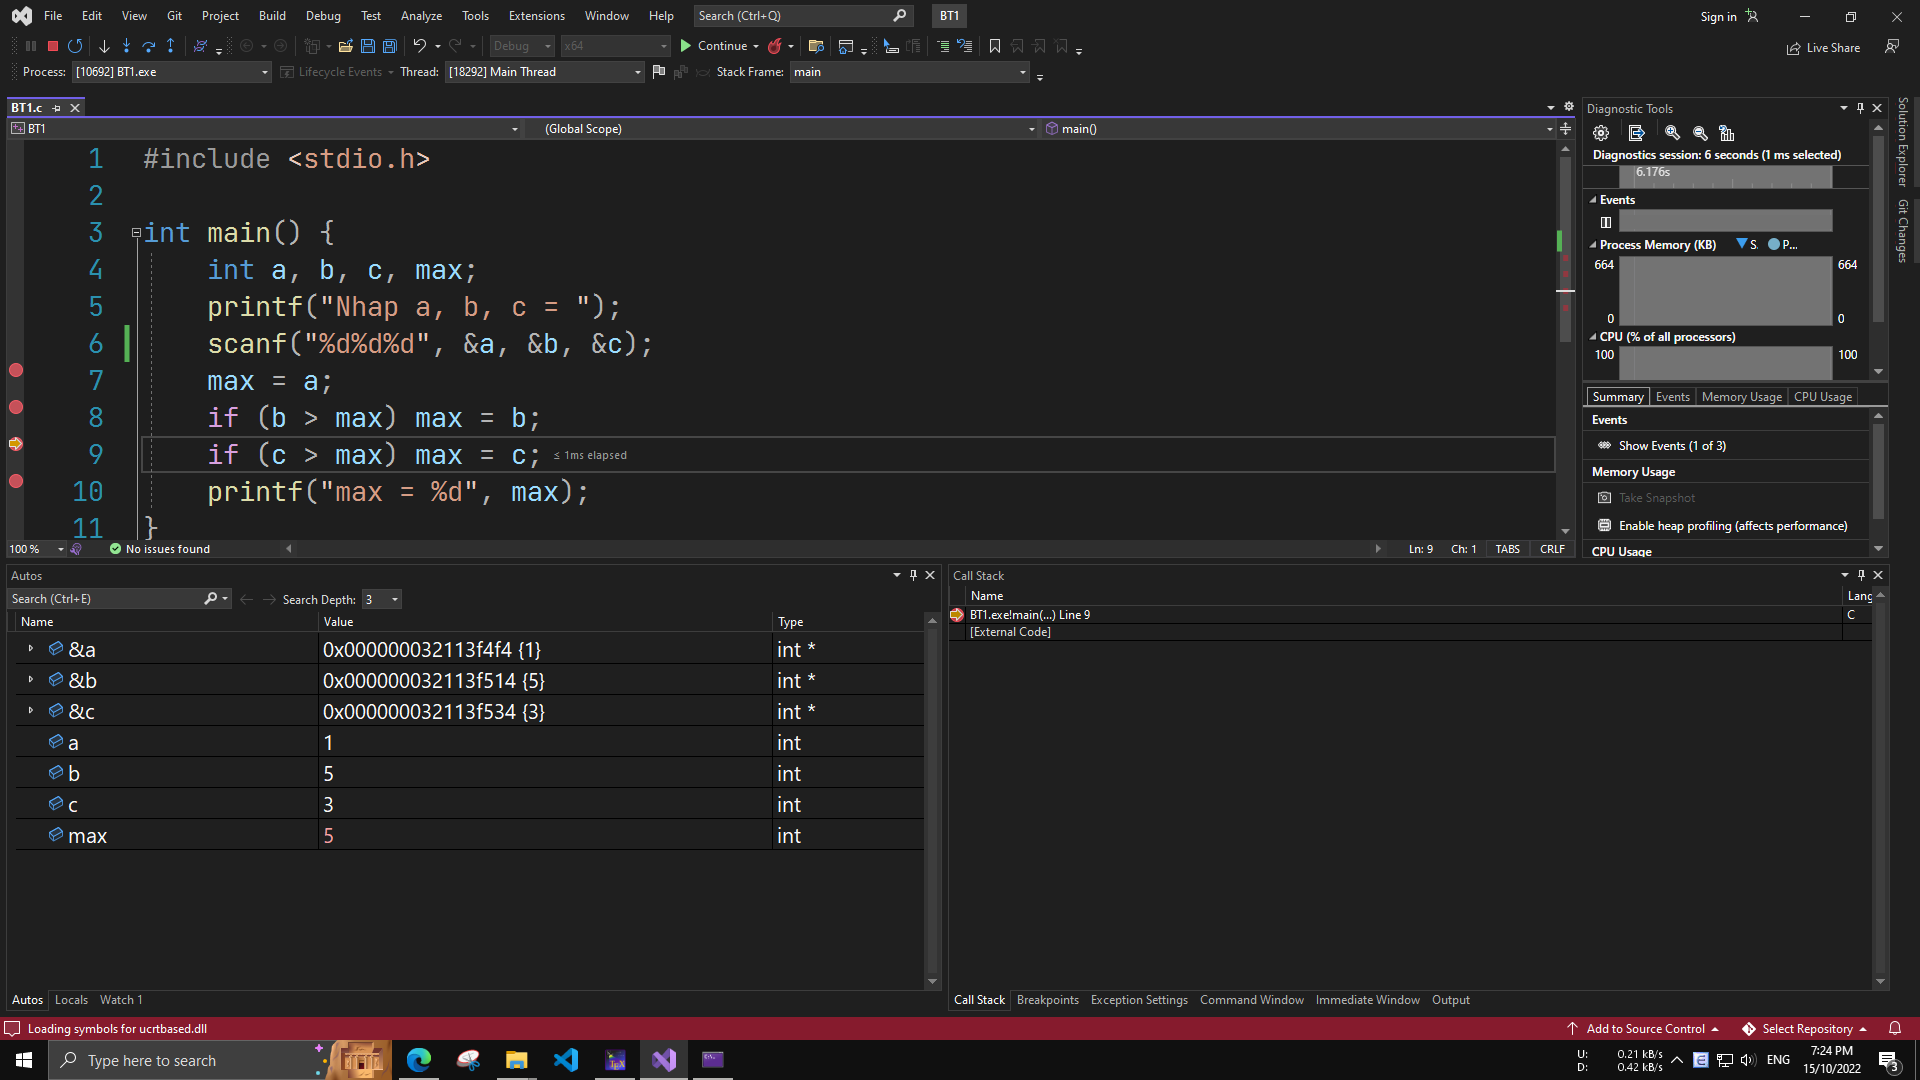 File Edit View Git Project Build Debug Test Analyze Tools Extensions Window Help Search (Ctrl+Q) BT1 Sign in
Debug x64 Continue Live Share
Process: [10692] BT1.exe Lifecycle Events Thread: [18292] Main Thread Stack Frame: main
BT1.c
BT1 (Global Scope) main()
1 #include <stdio.h>
2
3 int main() {
4 int a, b, c, max;
5 printf("Nhap a, b, c = ");
6 scanf("%d%d%d", &a, &b, &c);
7 max = a;
8 if (b > max) max = b;
9 if (c > max) max = c; ≤ 1ms elapsed
10 printf("max = %d", max);
11 }
100 % No issues found Ln: 9 Ch: 1 TABS CRLF
Diagnostic Tools
Diagnostics session: 6 seconds (1 ms selected)
6.176s
Events
Process Memory (KB) S. P...
664 664
0 0
CPU (% of all processors)
100 100
Summary Events Memory Usage CPU Usage
Events
Show Events (1 of 3)
Memory Usage
Take Snapshot
Enable heap profiling (affects performance)
CPU Usage
Solution Explorer
Git Changes
Autos
Search (Ctrl+E) Search Depth: 3
Name Value Type
&a 0x000000032113f4f4 {1} int *
&b 0x000000032113f514 {5} int *
&c 0x000000032113f534 {3} int *
a 1 int
b 5 int
c 3 int
max 5 int
Autos Locals Watch 1
Call Stack
Name Lang
BT1.exe!main(...) Line 9 C
[External Code]
Call Stack Breakpoints Exception Settings Command Window Immediate Window Output
Loading symbols for ucrtbased.dll Add to Source Control Select Repository
Type here to search
U: 0.21 kB/s
D: 0.42 kB/s
ENG
7:24 PM
15/10/2022
3